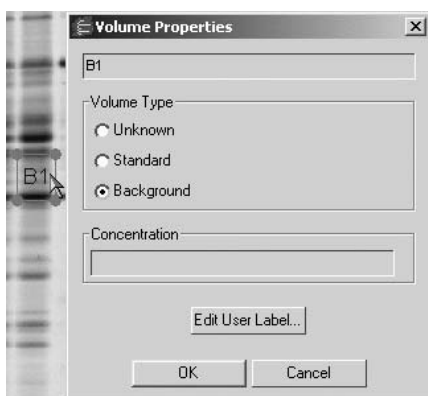 Volume Properties
B1
Volume Type
Unknown
Standard
B1
Background
Concentration
Edit User Label...
OK
Cancel